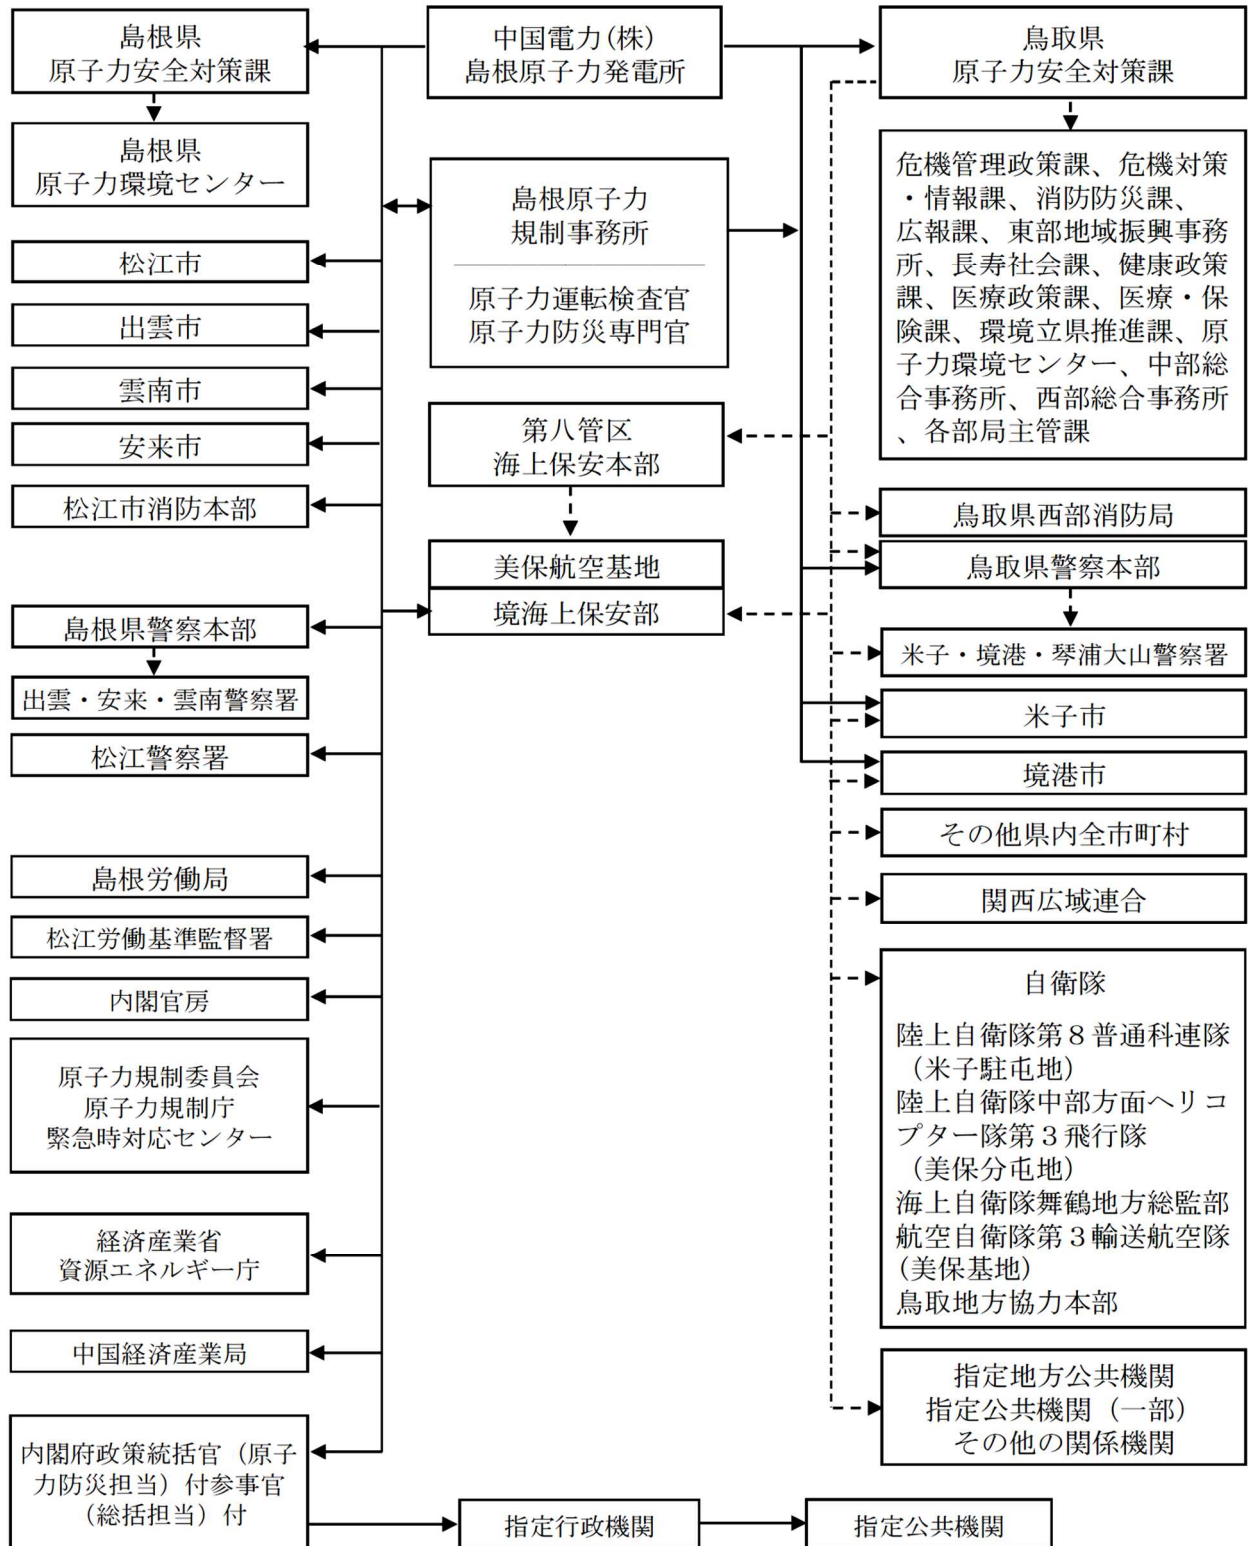 島根県
原子力安全対策課
島根県
原子力環境センター
松江市
出雲市
雲南市
安来市
松江市消防本部
島根県警察本部
出雲・安来・雲南警察署
松江警察署
島根労働局
松江労働基準監督署
内閣官房
原子力規制委員会
原子力規制庁
緊急時対応センター
経済産業省
資源エネルギー庁
中国経済産業局
内閣府政策統括官（原子
力防災担当）付参事官
（総括担当）付
中国電力(株)
島根原子力発電所
島根原子力
規制事務所
原子力運転検査官
原子力防災専門官
第八管区
海上保安本部
美保航空基地
境海上保安部
指定行政機関
指定公共機関
鳥取県
原子力安全対策課
危機管理政策課、危機対策
・情報課、消防防災課、
広報課、東部地域振興事務
所、長寿社会課、健康政策
課、医療政策課、医療・保
険課、環境立県推進課、原
子力環境センター、中部総
合事務所、西部総合事務所
、各部局主管課
鳥取県西部消防局
鳥取県警察本部
米子・境港・琴浦大山警察署
米子市
境港市
その他県内全市町村
関西広域連合
自衛隊
陸上自衛隊第８普通科連隊
（米子駐屯地）
陸上自衛隊中部方面ヘリコ
プター隊第３飛行隊
（美保分屯地）
海上自衛隊舞鶴地方総監部
航空自衛隊第３輸送航空隊
(美保基地）
鳥取地方協力本部
指定地方公共機関
指定公共機関（一部）
その他の関係機関